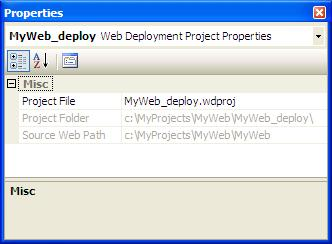 Properties
MyWeb_deploy Web Deployment Project Properties
Misc
Project File MyWeb_deploy.wdproj
Project Folder c:\MyProjects\MyWeb\MyWeb_deploy\
Source Web Path c:\MyProjects\MyWeb\MyWeb
Misc